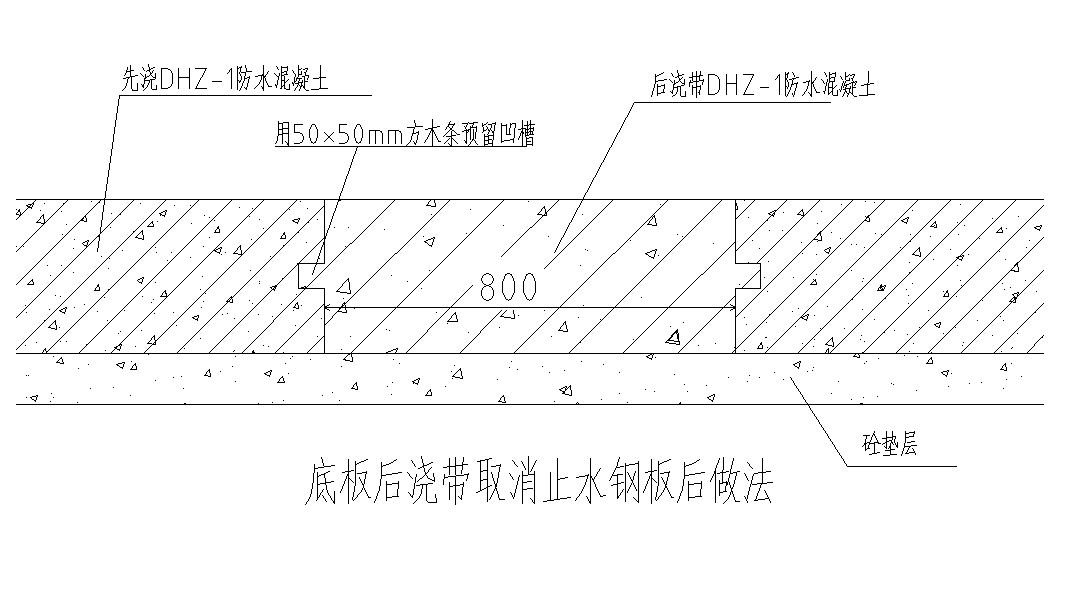 先浇DHZ-1防水混凝土
后浇带DHZ-1防水混凝土
用50×50mm方木条预留凹槽
800
砼垫层
底板后浇带取消止水钢板后做法